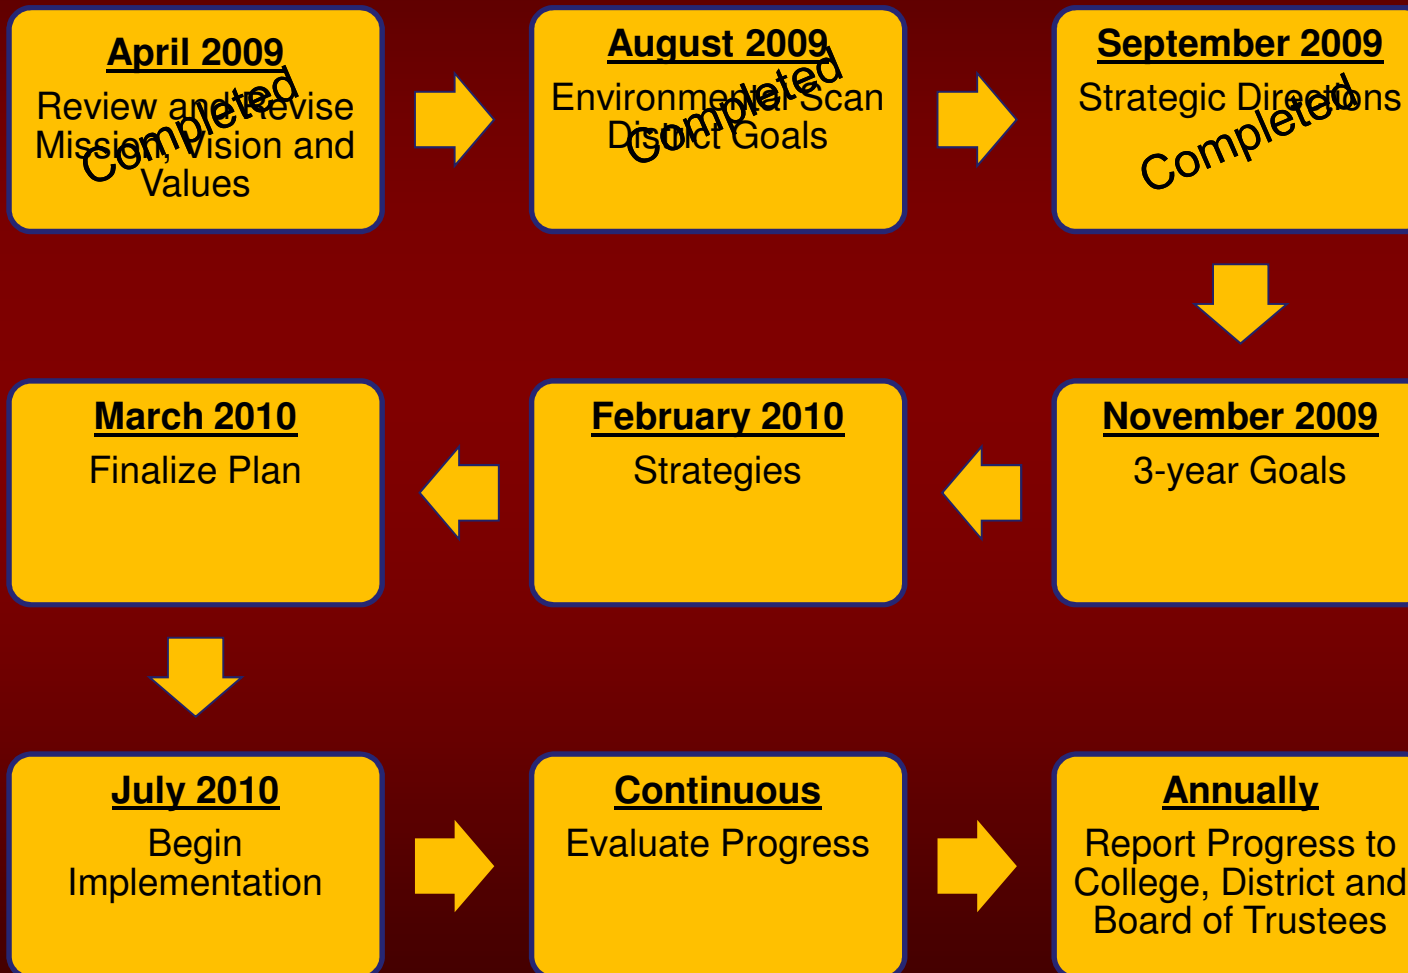 April 2009
Review and Revise
Mission, Vision and
Values
Completed
August 2009
Environmental Scan
District Goals
Completed
September 2009
Strategic Directions
Completed
November 2009
3-year Goals
February 2010
Strategies
March 2010
Finalize Plan
July 2010
Begin
Implementation
Continuous
Evaluate Progress
Annually
Report Progress to
College, District and
Board of Trustees